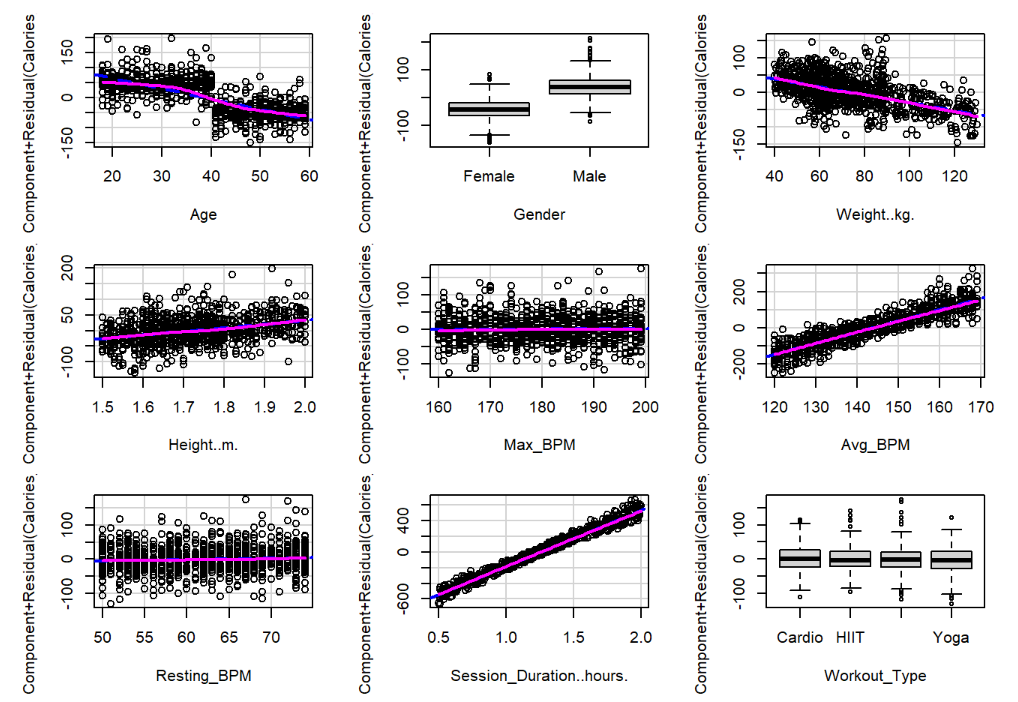 Component+Residual(Calories
150
0
-150
20 30 40 50 60
Age
Component+Residual(Calories
100
-100
Female Male
Gender
Component+Residual(Calories
100
0
-150
40 60 80 100 120
Weight..kg.
Component+Residual(Calories
200
50
-100
1.5 1.6 1.7 1.8 1.9 2.0
Height..m.
Component+Residual(Calories
100
0
-100
160 170 180 190 200
Max_BPM
Component+Residual(Calories
200
0
-200
120 130 140 150 160 170
Avg_BPM
Component+Residual(Calories
100
0
-100
50 55 60 65 70
Resting_BPM
Component+Residual(Calories
400
0
-600
0.5 1.0 1.5 2.0
Session_Duration..hours.
Component+Residual(Calories
100
0
-100
Cardio HIIT Yoga
Workout_Type